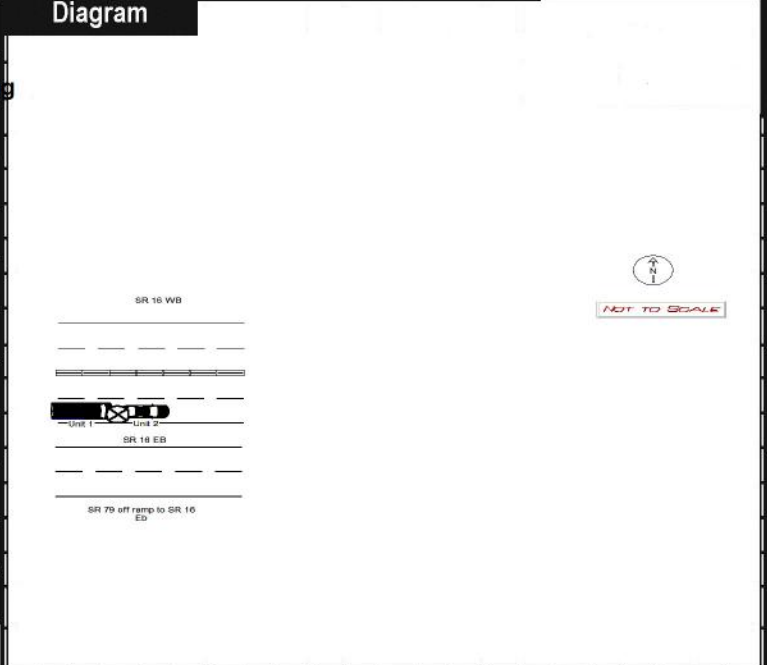 Diagram
g
N
NOT TO SCALE
SR 16 WB
Unit 1
Unit 2
SR 16 EB
SR 79 off ramp to SR 16
Eb